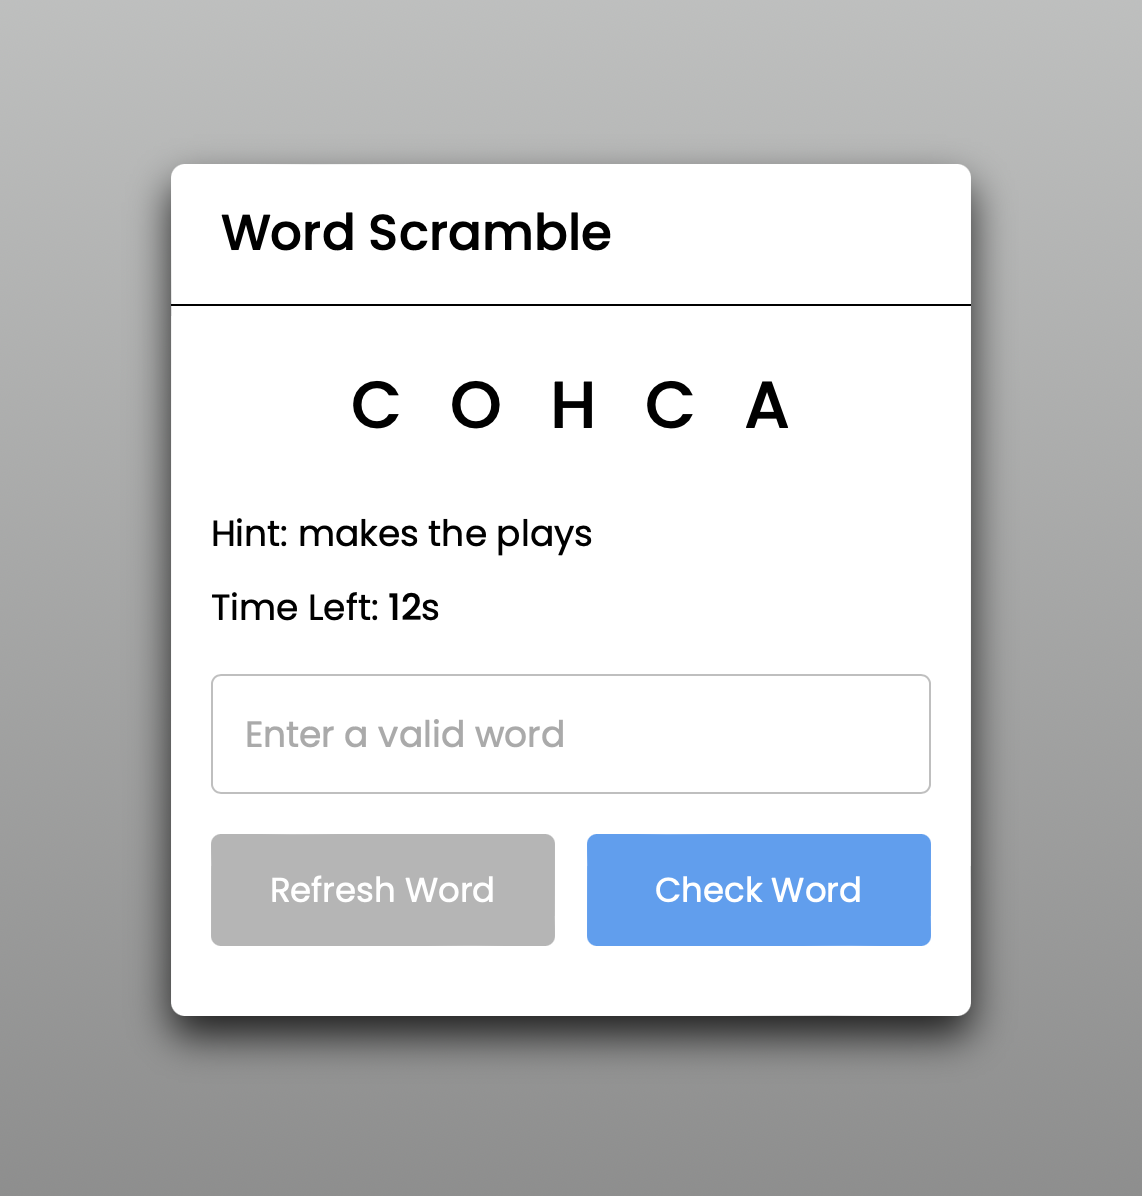 Word Scramble
C O H C A
Hint: makes the plays
Time Left: 12s
Enter a valid word
Refresh Word
Check Word